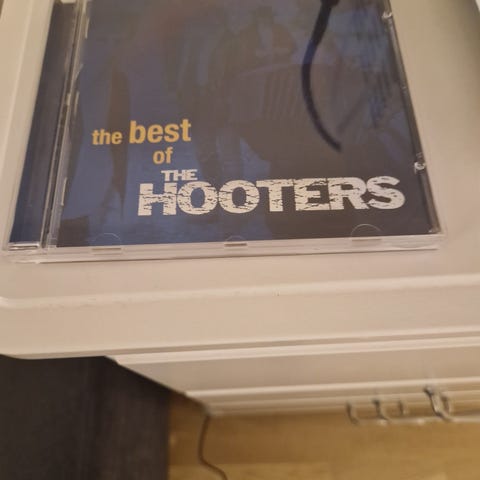 the best
of
THE
HOOTERS